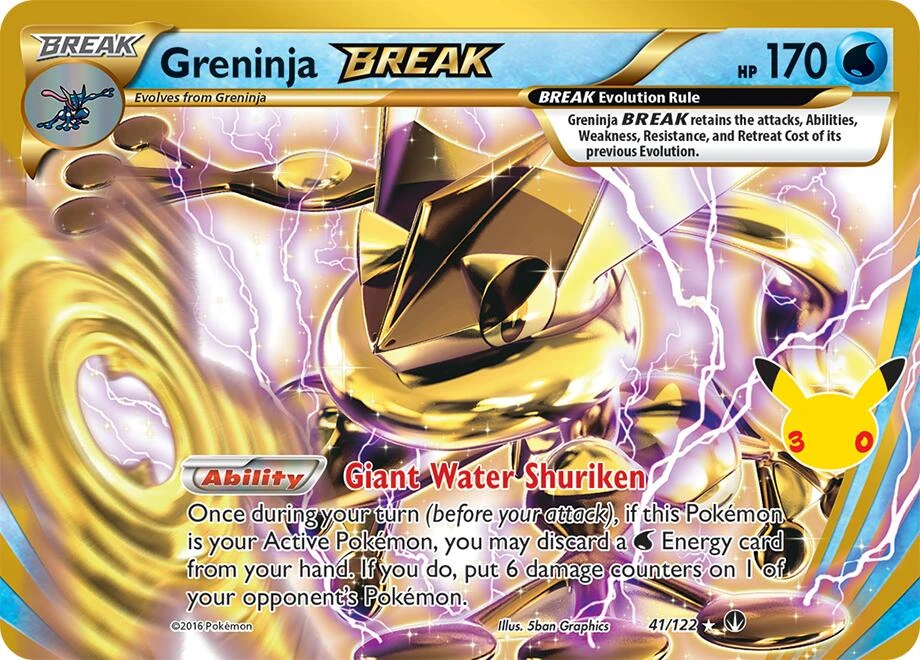 BREAK
Greninja BREAK
HP 170
Evolves from Greninja
BREAK Evolution Rule
Greninja BREAK retains the attacks, Abilities,
Weakness, Resistance, and Retreat Cost of its
previous Evolution.
3 0
Ability Giant Water Shuriken
Once during your turn (before your attack), if this Pokémon
is your Active Pokémon, you may discard a Energy card
from your hand. If you do, put 6 damage counters on 1 of
your opponent's Pokémon.
©2016 Pokémon
Illus. 5ban Graphics
41/122